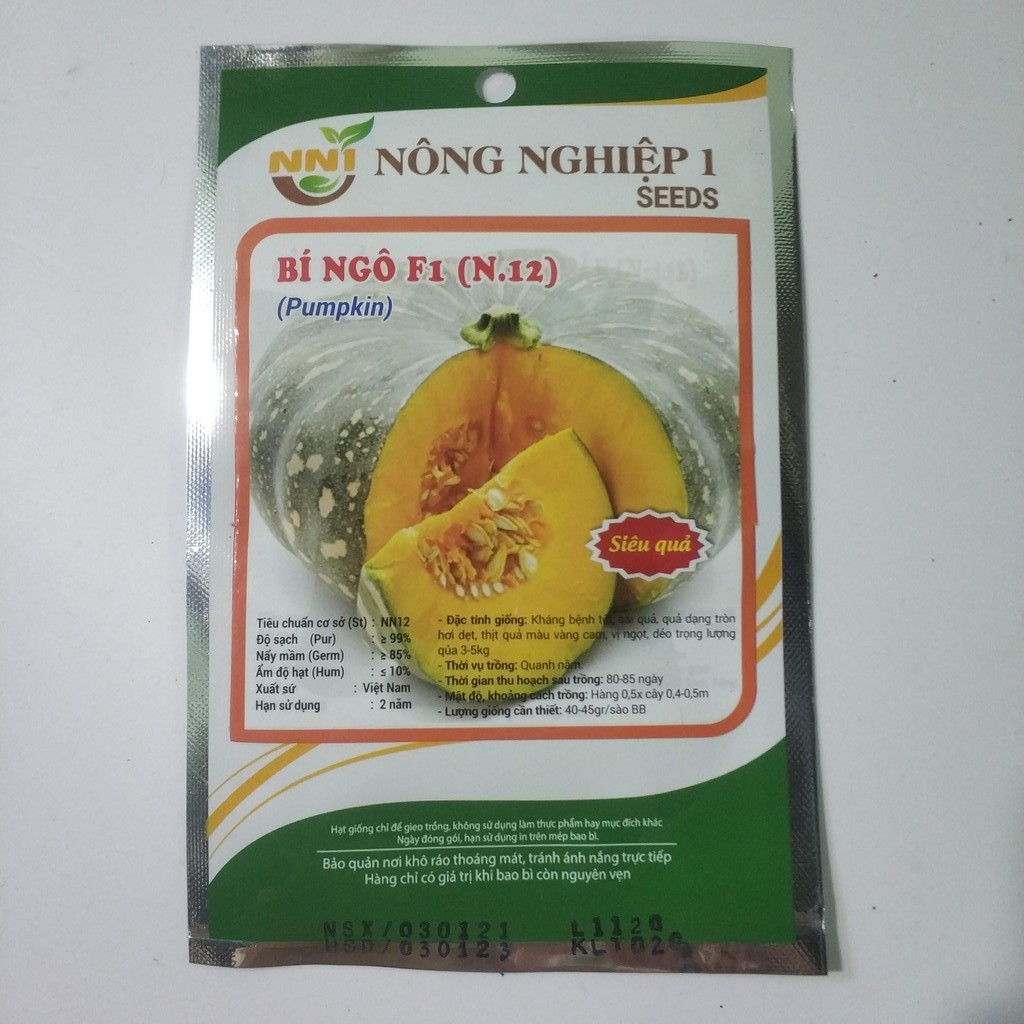 NN1 NÔNG NGHIỆP 1
SEEDS
BÍ NGÔ F1 (N.12)
(Pumpkin)
Siêu quả
Tiêu chuẩn cơ sở (St) : NN12
Độ sạch (Pur) : ≥ 99%
Nẩy mầm (Germ) : ≥ 85%
Ẩm độ hạt (Hum) : ≤ 10%
Xuất sứ : Việt Nam
Hạn sử dụng : 2 năm
- Đặc tính giống: Kháng bệnh tốt, sai quả, quả dạng tròn
hơi dẹt, thịt quả màu vàng cam, vị ngọt, dẻo trọng lượng
qủa 3-5kg
- Thời vụ trồng: Quanh năm.
- Thời gian thu hoạch sau trồng: 80-85 ngày
- Mật độ, khoảng cách trồng: Hàng 0,5x cây 0,4-0,5m
- Lượng giống cần thiết: 40-45gr/sào BB
Hạt giống chỉ để gieo trồng, không sử dụng làm thực phẩm hay mục đích khác
Ngày đóng gói, hạn sử dụng in trên mép bao bì.
Bảo quản nơi khô ráo thoáng mát, tránh ánh nắng trực tiếp
Hàng chỉ có giá trị khi bao bì còn nguyên vẹn
NSX/030121 L1120
HSD/030123